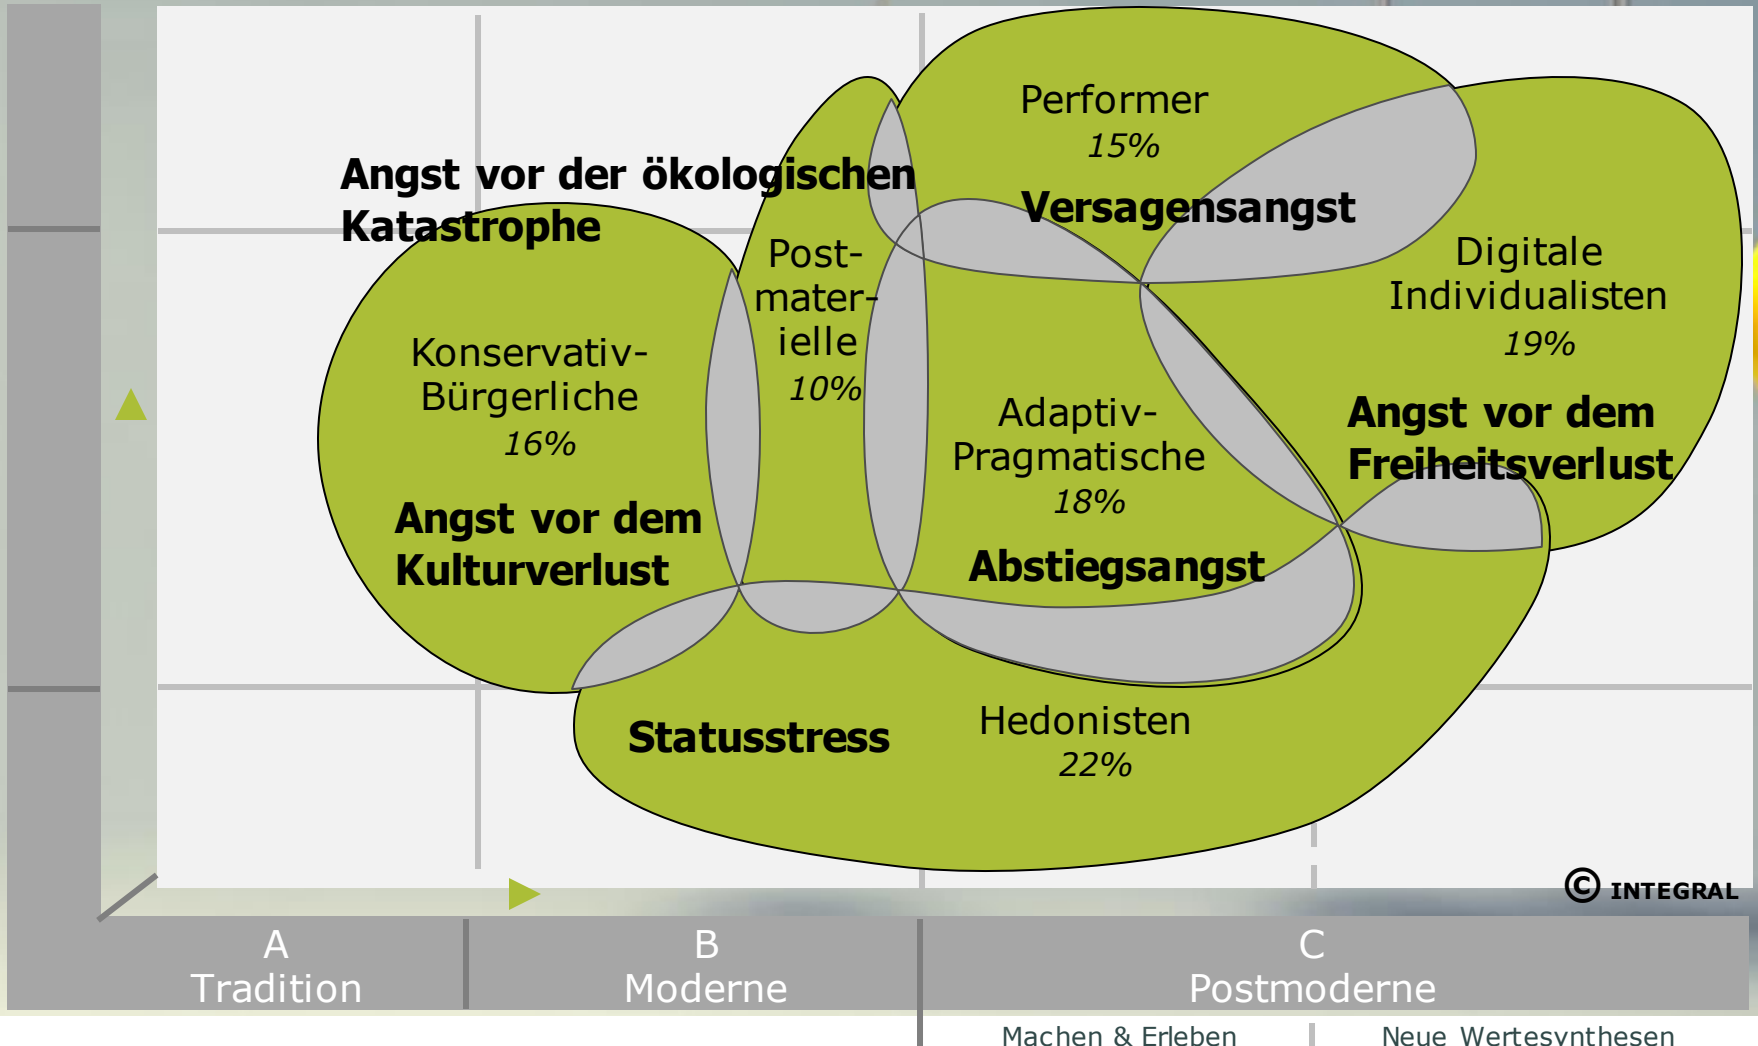 Performer
15%
Versagensangst
Angst vor der ökologischen
Katastrophe
Post-
mater-
ielle
10%
Digitale
Individualisten
19%
Angst vor dem
Freiheitsverlust
Konservativ-
Bürgerliche
16%
Angst vor dem
Kulturverlust
Adaptiv-
Pragmatische
18%
Abstiegsangst
Statusstress
Hedonisten
22%
© INTEGRAL
A
Tradition
B
Moderne
C
Postmoderne
Machen & Erleben
Neue Wertesynthesen